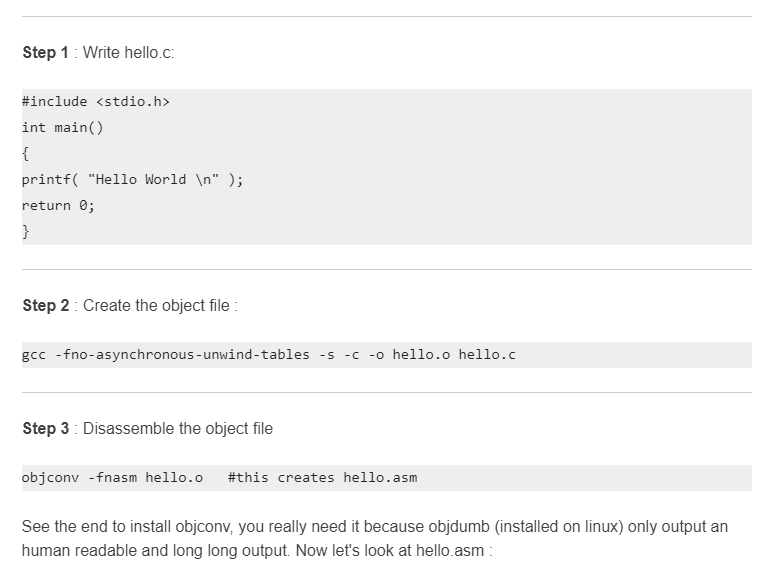 Step 1 : Write hello.c:
#include <stdio.h>
int main()
{
printf( "Hello World \n" );
return 0;
}
Step 2 : Create the object file :
gcc -fno-asynchronous-unwind-tables -s -c -o hello.o hello.c
Step 3 : Disassemble the object file
objconv -fnasm hello.o   #this creates hello.asm
See the end to install objconv, you really need it because objdumb (installed on linux) only output an
human readable and long long output. Now let's look at hello.asm :